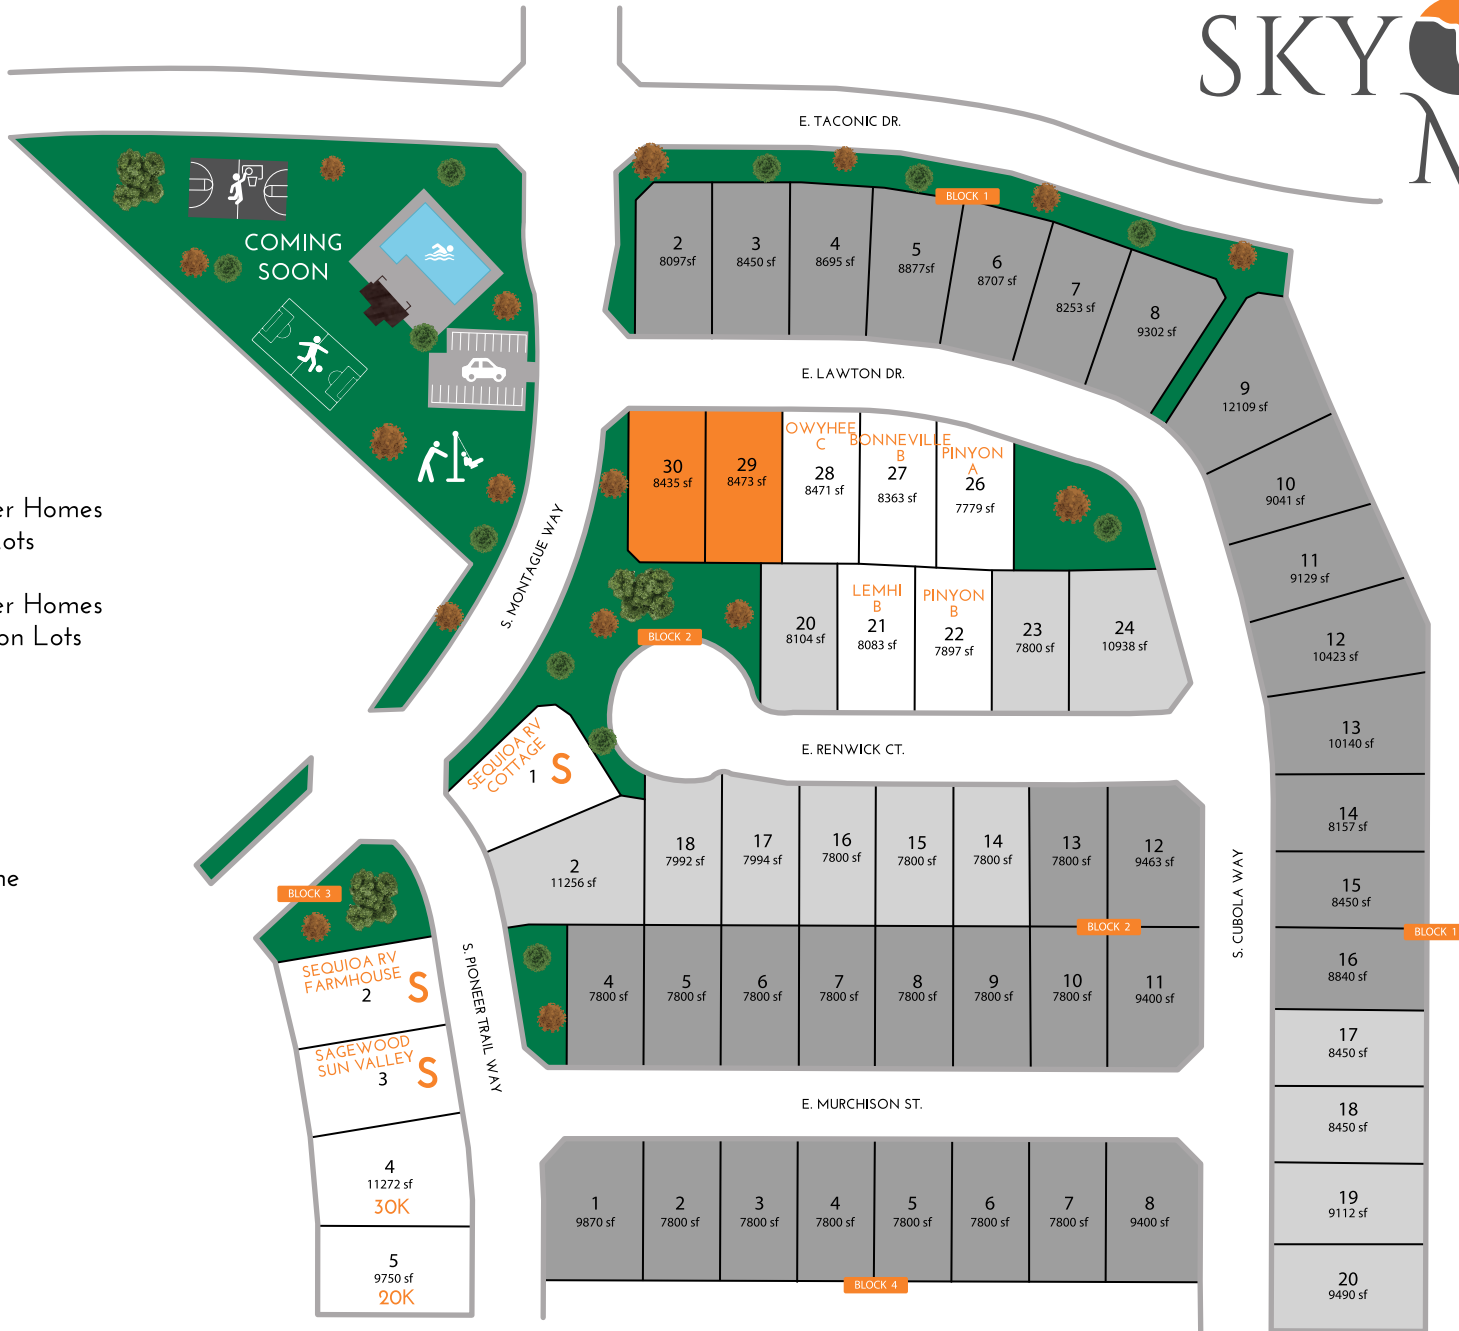 SKY
E. TACONIC DR.
BLOCK 1
COMING
SOON
2
8097sf
3
8450 sf
4
8695 sf
5
8877sf
6
8707 sf
7
8253 sf
8
9302 sf
E. LAWTON DR.
9
12109 sf
10
9041 sf
11
9129 sf
12
10423 sf
13
10140 sf
14
8157 sf
15
8450 sf
BLOCK 1
16
8840 sf
17
8450 sf
18
8450 sf
19
9112 sf
20
9490 sf
30
8435 sf
29
8473 sf
OWYHEE
C
28
8471 sf
BONNEVILLE
B
27
8363 sf
PINYON
A
26
7779 sf
er Homes
ots
er Homes
on Lots
S. MONTAGUE WAY
BLOCK 2
20
8104 sf
LEMHI
B
21
8083 sf
PINYON
B
22
7897 sf
23
7800 sf
24
10938 sf
E. RENWICK CT.
SEQUIOA RV
COTTAGE
1
S
2
11256 sf
18
7992 sf
17
7994 sf
16
7800 sf
15
7800 sf
14
7800 sf
13
7800 sf
12
9463 sf
S. CUBOLA WAY
ne
BLOCK 3
BLOCK 2
SEQUIOA RV
FARMHOUSE
2
S
SAGEWOOD
SUN VALLEY
3
S
4
11272 sf
30K
5
9750 sf
20K
S. PIONEER TRAIL WAY
4
7800 sf
5
7800 sf
6
7800 sf
7
7800 sf
8
7800 sf
9
7800 sf
10
7800 sf
11
9400 sf
E. MURCHISON ST.
1
9870 sf
2
7800 sf
3
7800 sf
4
7800 sf
5
7800 sf
6
7800 sf
7
7800 sf
8
9400 sf
BLOCK 4